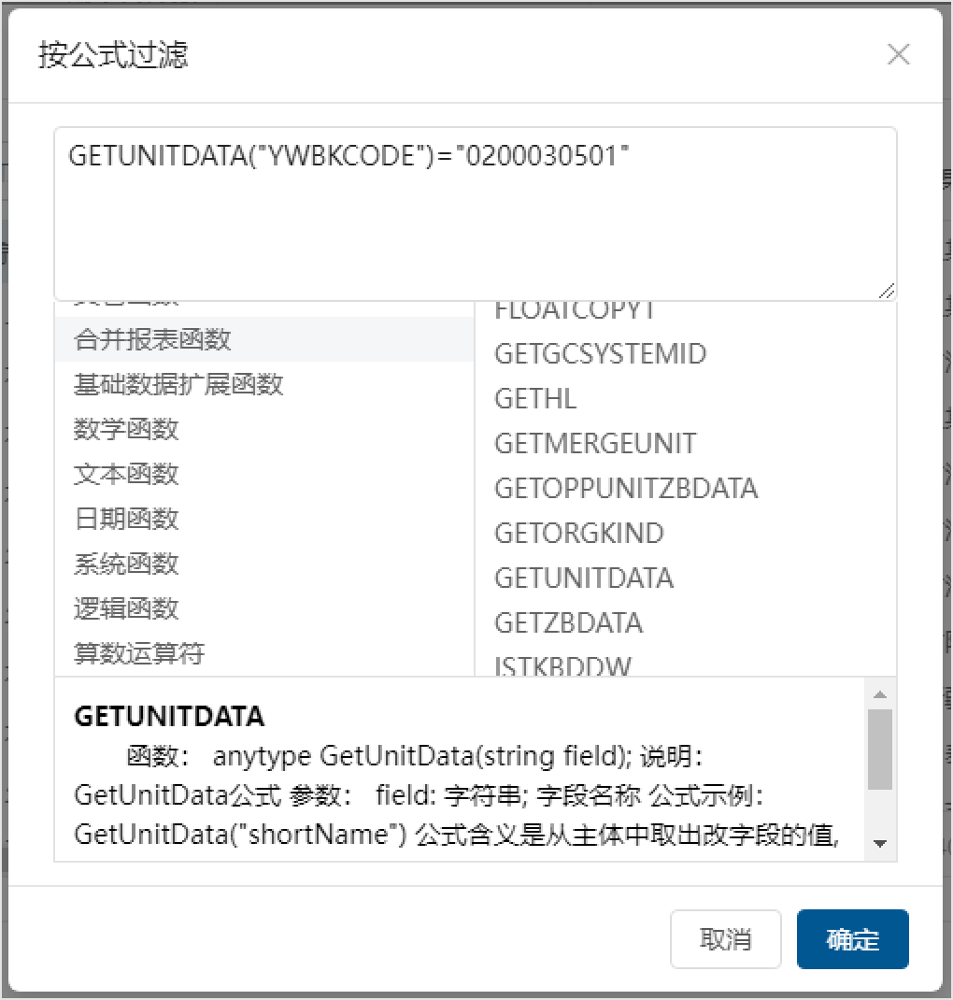 按公式过滤
GETUNITDATA("YWBKCODE")="0200030501"
合并报表函数
基础数据扩展函数
数学函数
文本函数
日期函数
系统函数
逻辑函数
算数运算符
FLOATCOPYT
GETGCSYSTEMID
GETHL
GETMERGEUNIT
GETOPPUNITZBDATA
GETORGKIND
GETUNITDATA
GETZBDATA
ISTKBDDW
GETUNITDATA
函数： anytype GetUnitData(string field); 说明：
GetUnitData公式 参数： field: 字符串; 字段名称 公式示例：
GetUnitData("shortName") 公式含义是从主体中取出改字段的值,
取消
确定